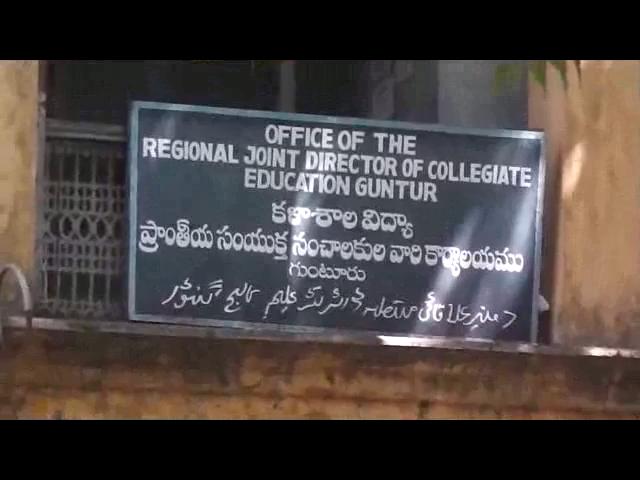 OFFICE OF THE
REGIONAL JOINT DIRECTOR OF COLLEGIATE
EDUCATION GUNTUR
కళాశాల విద్యా
ప్రాంతీయ సంయుక్త సంచాలకుల వారి కార్యాలయము
గుంటూరు